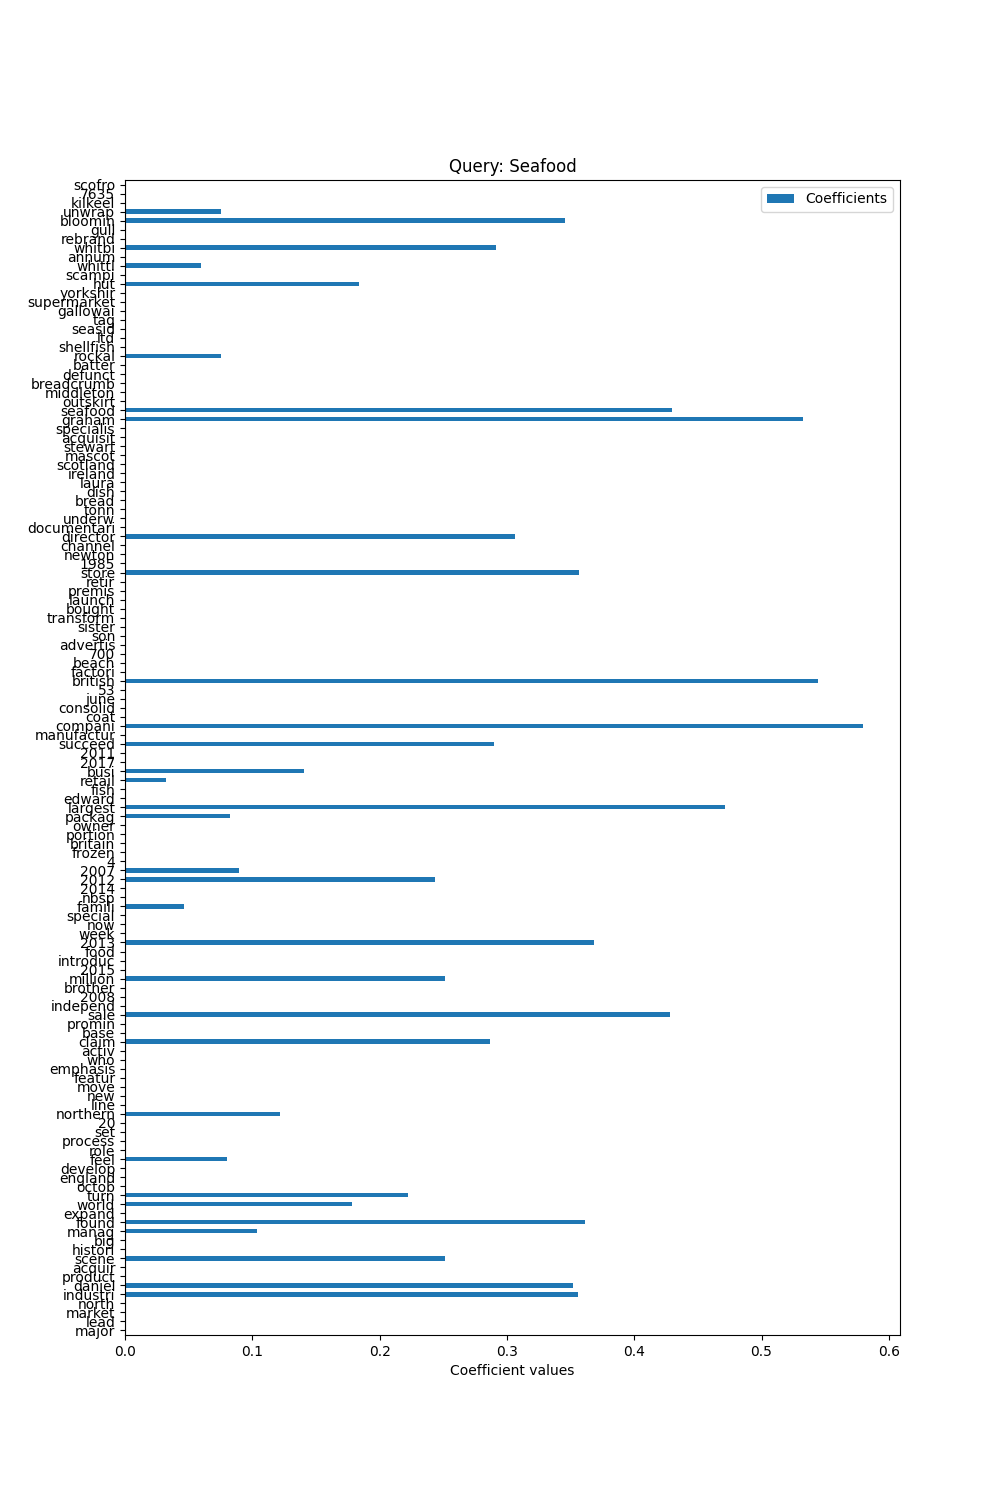 Query: Seafood
Coefficients
scofro
7635
kilkeel
unwrap
bloomin
gull
rebrand
whitbi
annum
whittl
scampi
hut
yorkshir
supermarket
gallowai
tag
seasid
ltd
shellfish
rockal
batter
defunct
breadcrumb
middleton
outskirt
seafood
graham
specialis
acquisit
stewart
mascot
scotland
ireland
laura
dish
bread
tonn
underw
documentari
director
channel
newton
1985
store
retir
premis
launch
bought
transform
sister
son
advertis
700
beach
factori
british
53
june
consolid
coat
compani
manufactur
succeed
2011
2017
busi
retail
fish
edward
largest
packag
owner
portion
britain
frozen
4
2007
2012
2014
nbsp
famili
special
now
week
2013
food
introduc
2015
million
brother
2008
independ
sale
promin
base
claim
activ
who
emphasis
featur
move
new
line
northern
20
set
process
role
feel
develop
england
octob
turn
world
expand
found
manag
big
histori
scene
acquir
product
daniel
industri
north
market
lead
major
0.0 0.1 0.2 0.3 0.4 0.5 0.6
Coefficient values